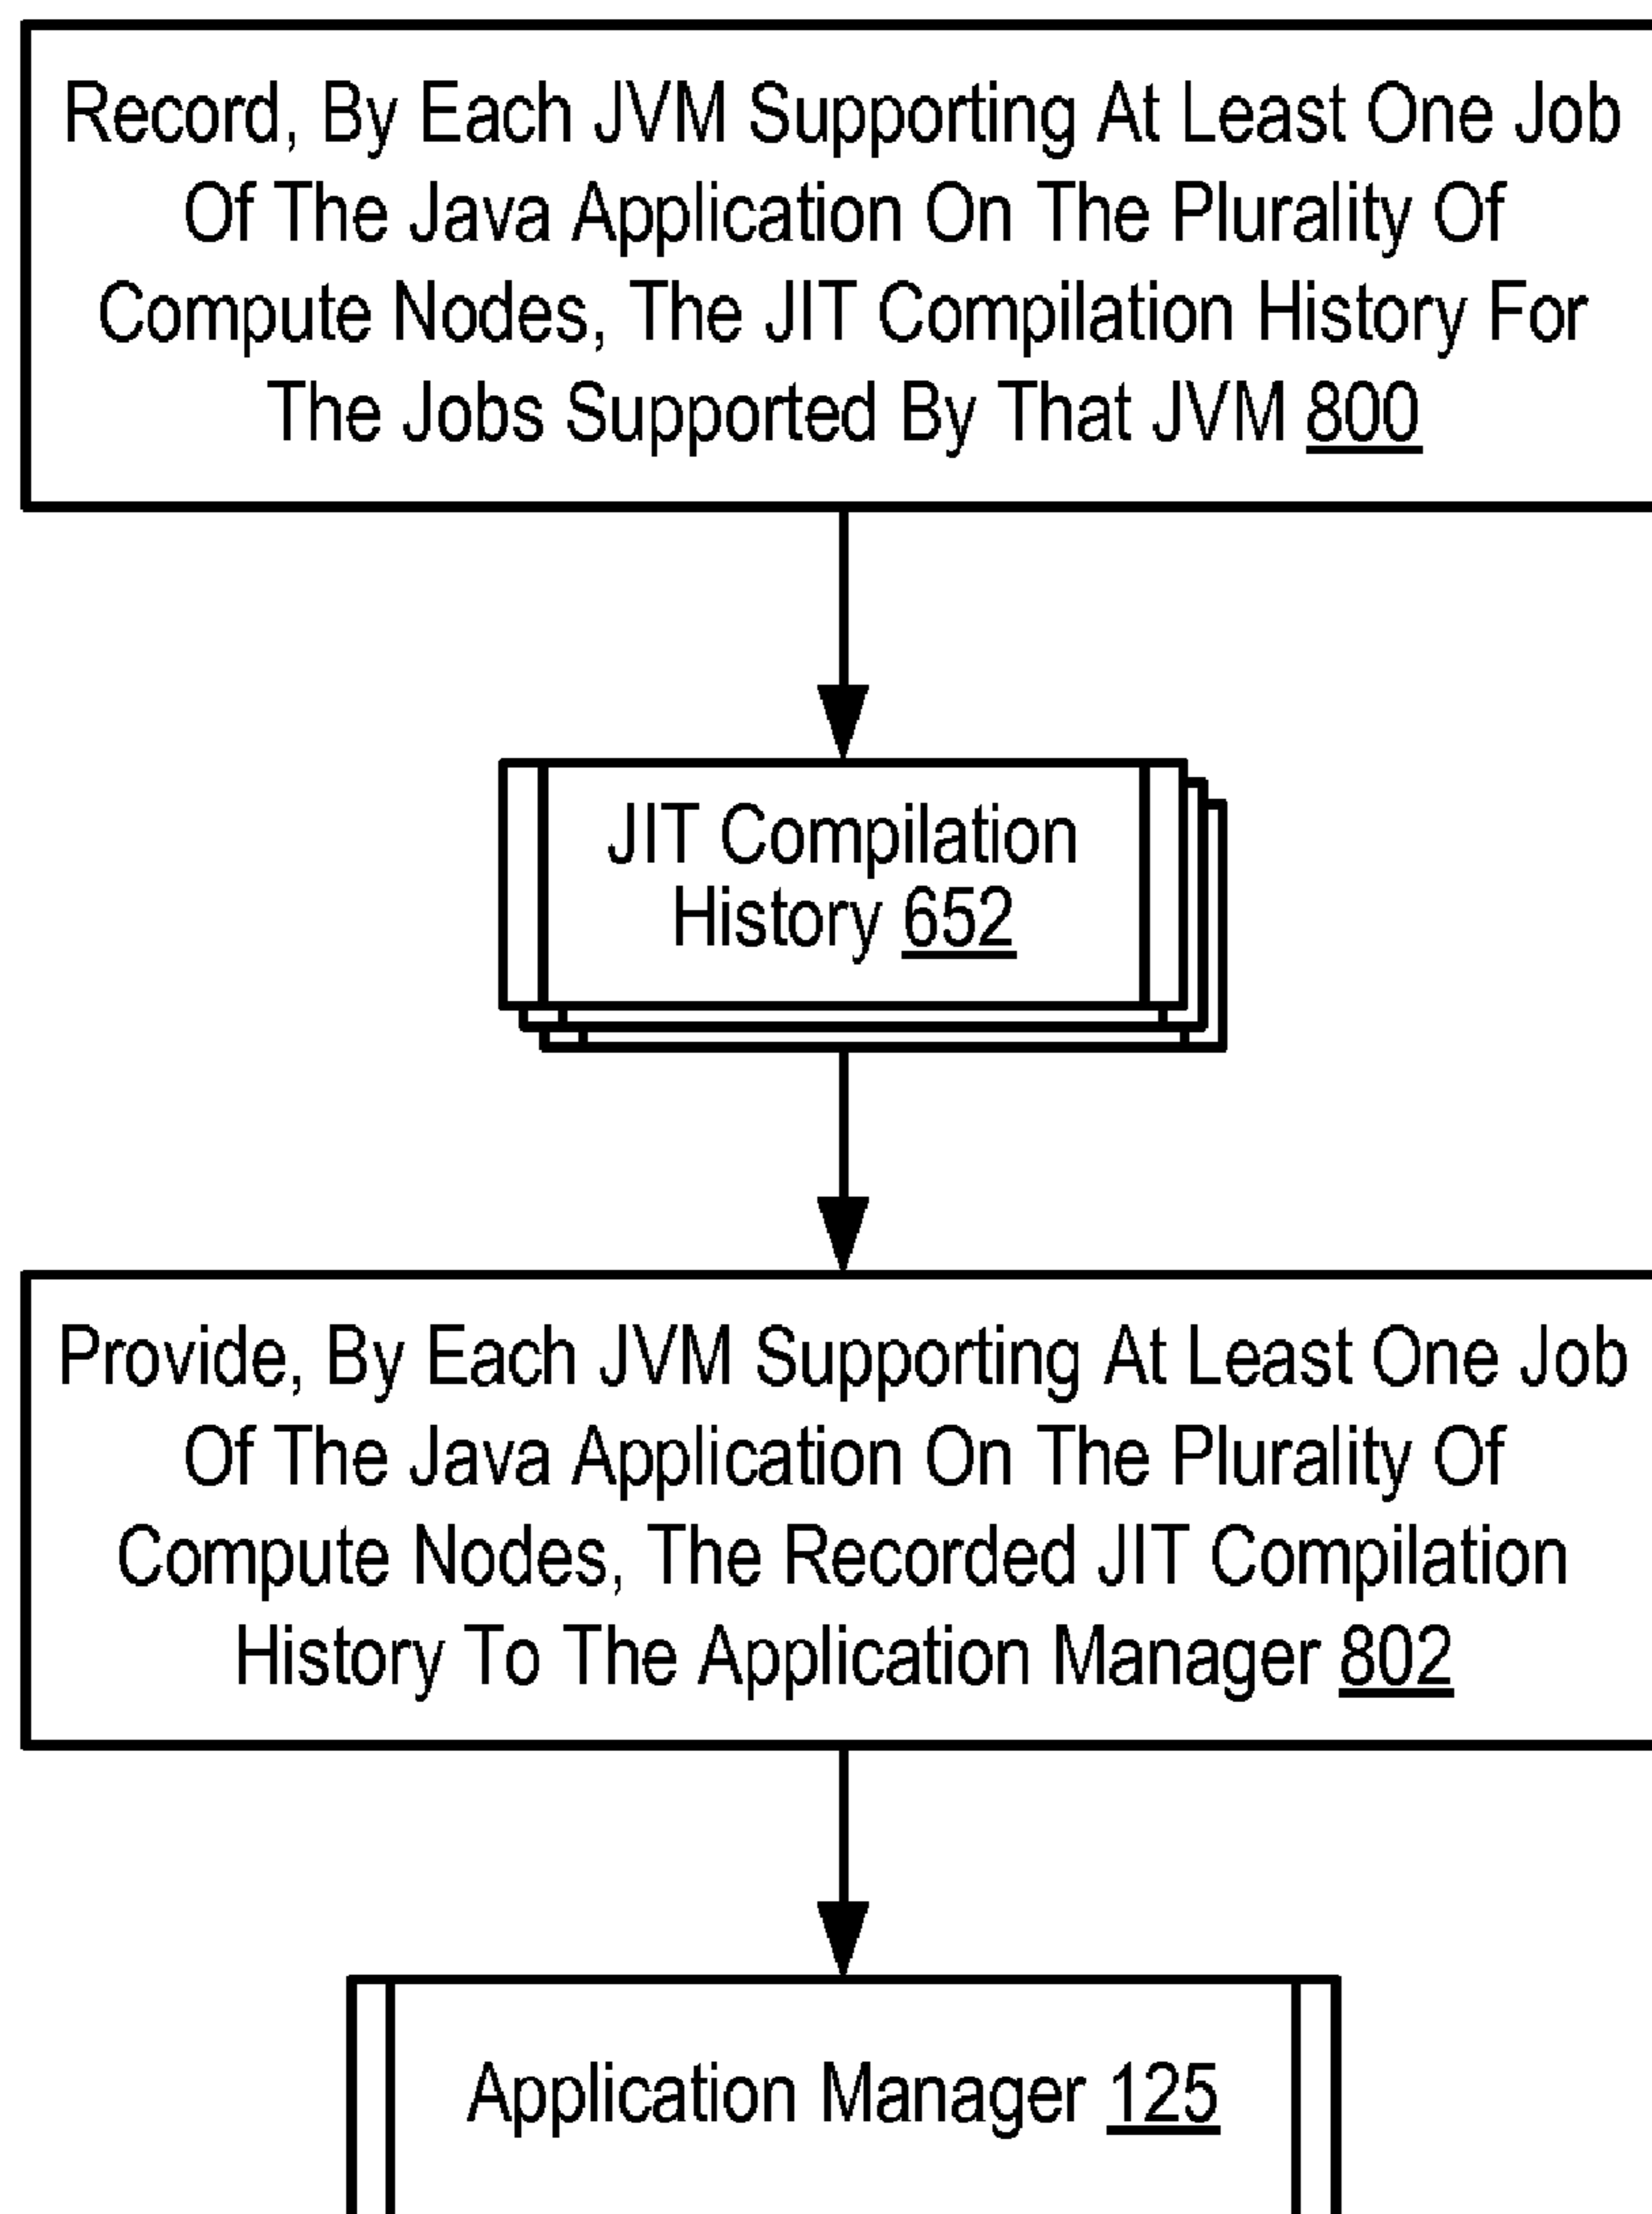 Record, By Each JVM Supporting At Least One Job
Of The Java Application On The Plurality Of
Compute Nodes, The JIT Compilation History For
The Jobs Supported By That JVM 800
JIT Compilation
History 652
Provide, By Each JVM Supporting At Least One Job
Of The Java Application On The Plurality Of
Compute Nodes, The Recorded JIT Compilation
History To The Application Manager 802
Application Manager 125